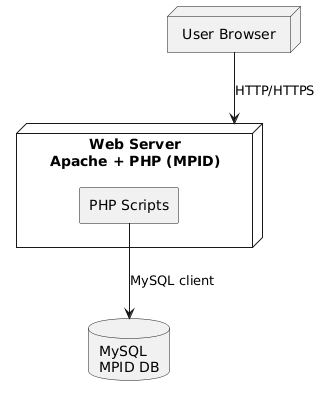 User Browser
HTTP/HTTPS
Web Server
Apache + PHP (MPID)
PHP Scripts
MySQL client
MySQL
MPID DB